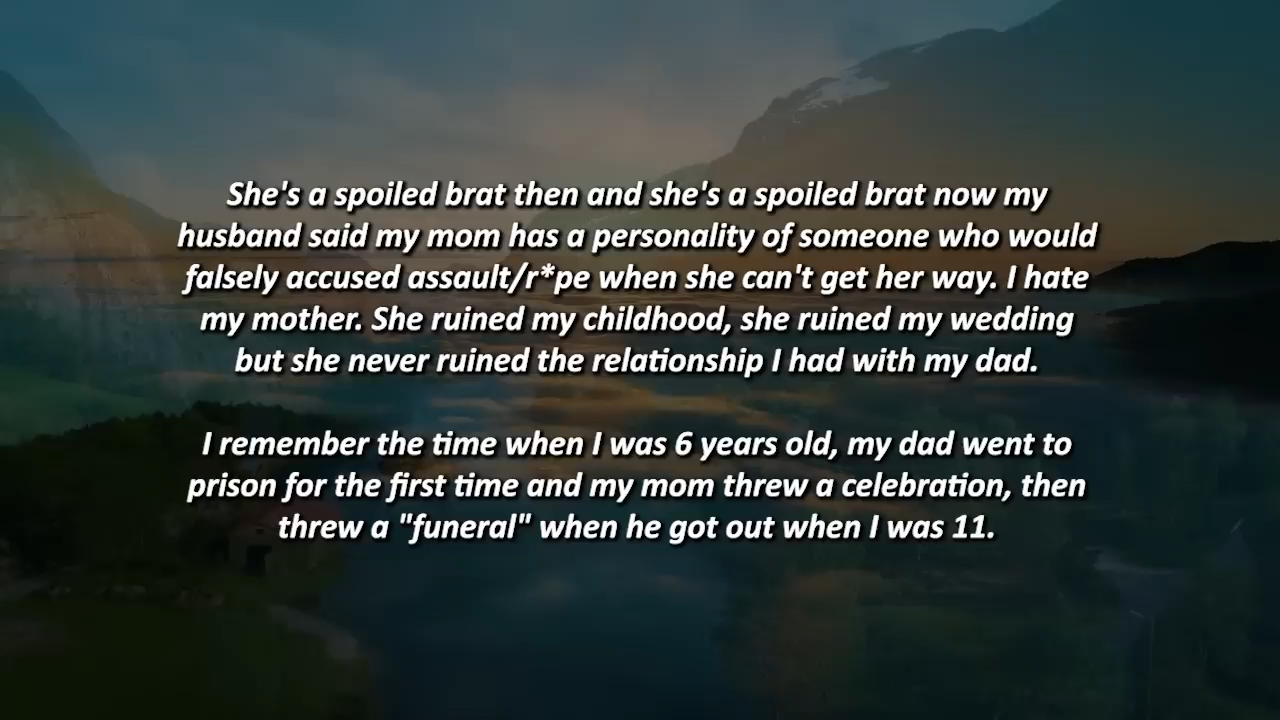 She's a spoiled brat then and she's a spoiled brat now my
husband said my mom has a personality of someone who would
falsely accused assault/r*pe when she can't get her way. I hate
my mother. She ruined my childhood, she ruined my wedding
but she never ruined the relationship I had with my dad.
I remember the time when I was 6 years old, my dad went to
prison for the first time and my mom threw a celebration, then
threw a "funeral" when he got out when I was 11.